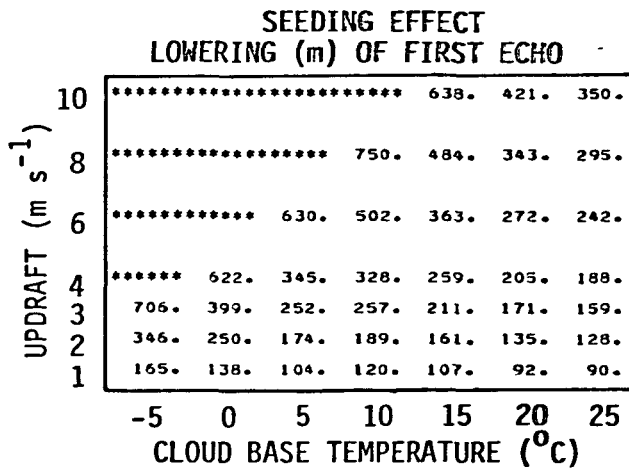 SEEDING EFFECT
LOWERING (m) OF FIRST ECHO
UPDRAFT (m s⁻¹)
10 *********************** 638. 421. 350.
8 ***************** 750. 484. 343. 295.
6 ************ 630. 502. 363. 272. 242.
4 ****** 622. 345. 328. 259. 205. 188.
3 706. 399. 252. 257. 211. 171. 159.
2 346. 250. 174. 189. 161. 135. 128.
1 165. 138. 104. 120. 107. 92. 90.
-5 0 5 10 15 20 25
CLOUD BASE TEMPERATURE (°C)